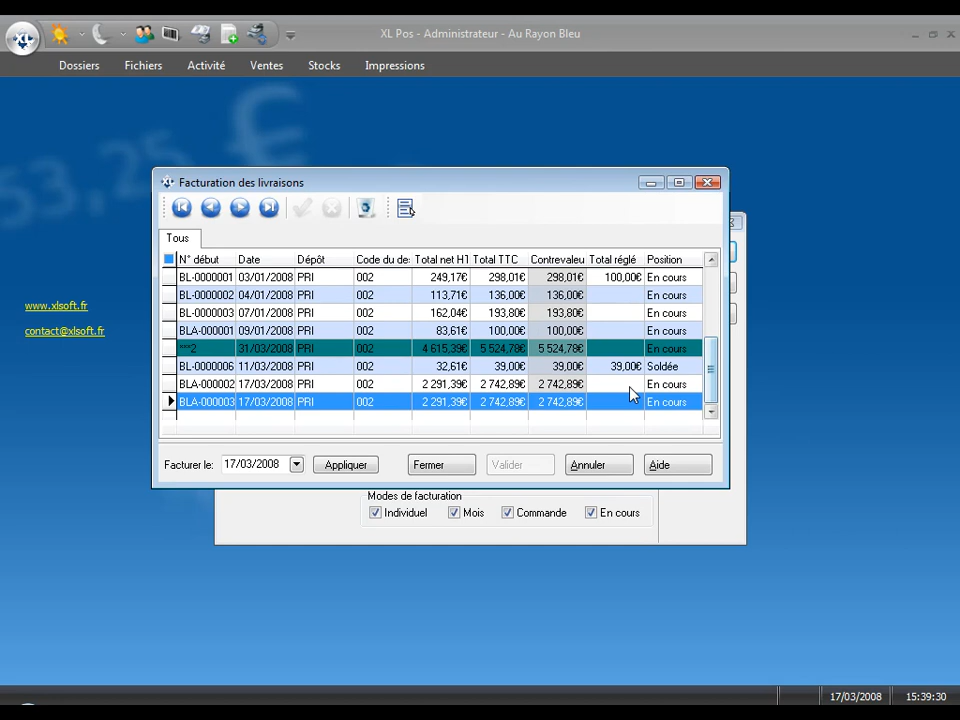 XL Pos - Administrateur - Au Rayon Bleu
Dossiers Fichiers Activité Ventes Stocks Impressions
53,25 €
www.xlsoft.fr
contact@xlsoft.fr
Facturation des livraisons
Tous
N° début Date Dépôt Code du de Total net HT Total TTC Contrevaleu Total réglé Position
BL-0000001 03/01/2008 PRI 002 249,17€ 298,01€ 298,01€ 100,00€ En cours
BL-0000002 04/01/2008 PRI 002 113,71€ 136,00€ 136,00€ En cours
BL-0000003 07/01/2008 PRI 002 162,04€ 193,80€ 193,80€ En cours
BLA-000001 09/01/2008 PRI 002 83,61€ 100,00€ 100,00€ En cours
***2 31/03/2008 PRI 002 4 615,39€ 5 524,78€ 5 524,78€ En cours
BL-0000006 11/03/2008 PRI 002 32,61€ 39,00€ 39,00€ 39,00€ Soldée
BLA-000002 17/03/2008 PRI 002 2 291,39€ 2 742,89€ 2 742,89€ En cours
BLA-000003 17/03/2008 PRI 002 2 291,39€ 2 742,89€ 2 742,89€ En cours
Facturer le: 17/03/2008 Appliquer Fermer Valider Annuler Aide
Modes de facturation
Individuel Mois Commande En cours
17/03/2008 15:39:30